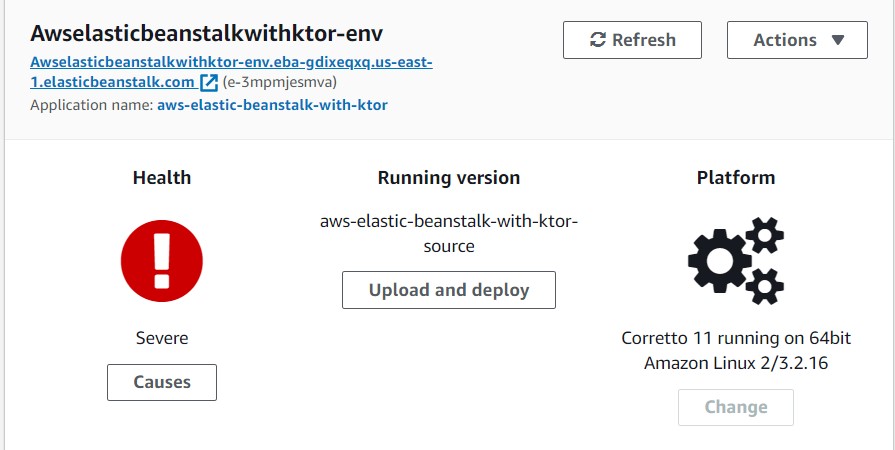 Awselasticbeanstalkwithktor-env
Refresh
Actions
Awselasticbeanstalkwithktor-env.eba-gdixeqxq.us-east-
1.elasticbeanstalk.com (e-3mpmjesmva)
Application name: aws-elastic-beanstalk-with-ktor
Health
Severe
Causes
Running version
aws-elastic-beanstalk-with-ktor-
source
Upload and deploy
Platform
Corretto 11 running on 64bit
Amazon Linux 2/3.2.16
Change